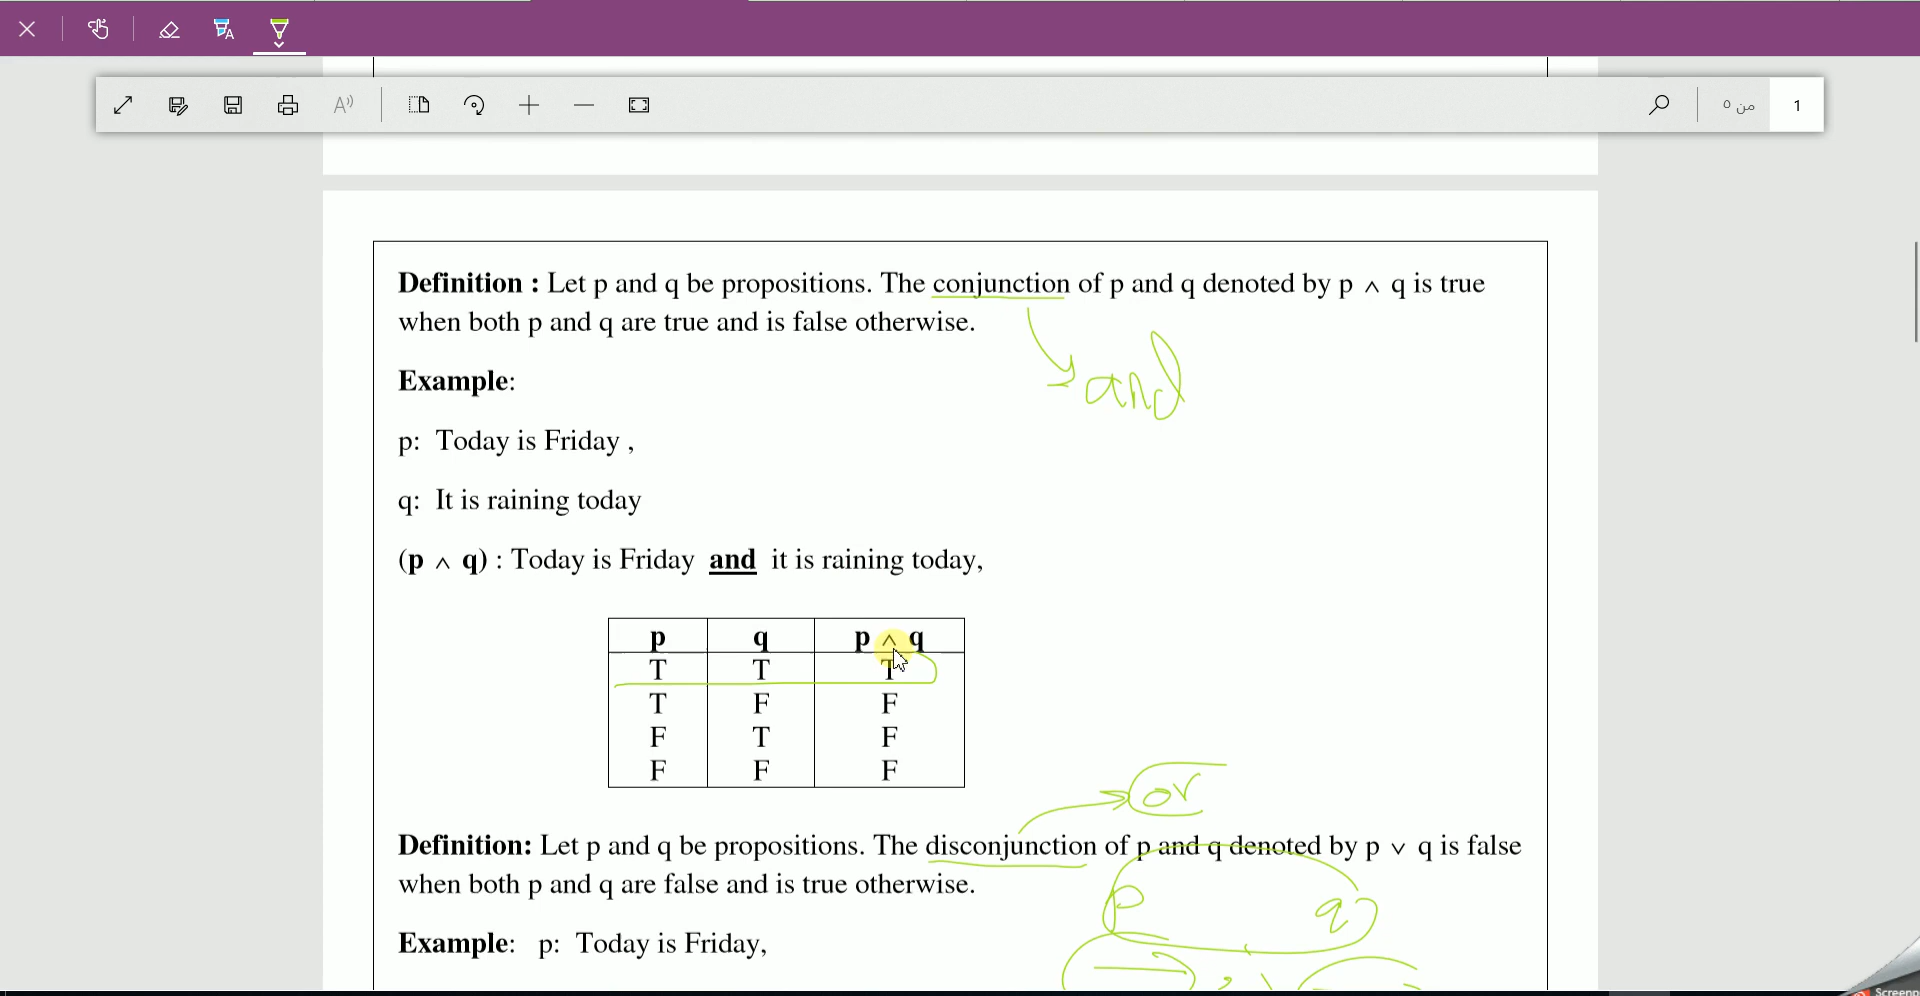 من ٥ 1
Definition : Let p and q be propositions. The conjunction of p and q denoted by p ∧ q is true
when both p and q are true and is false otherwise.
and
Example:
p: Today is Friday ,
q: It is raining today
(p ∧ q) : Today is Friday and it is raining today,
p q p ∧ q
T T T
T F F
F T F
F F F
or
Definition: Let p and q be propositions. The disconjunction of p and q denoted by p ∨ q is false
when both p and q are false and is true otherwise.
p q
Example: p: Today is Friday,